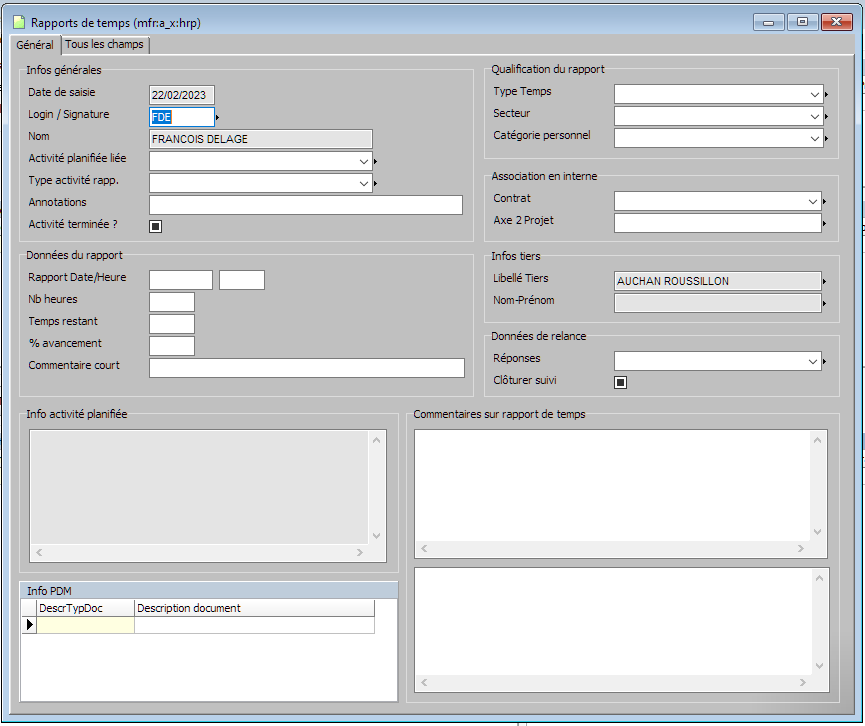 Rapports de temps (mfr:a_x:hrp)
Général
Tous les champs
Infos générales
Date de saisie
22/02/2023
Login / Signature
FDE
Nom
FRANCOIS DELAGE
Activité planifiée liée
Type activité rapp.
Annotations
Activité terminée ?
Données du rapport
Rapport Date/Heure
Nb heures
Temps restant
% avancement
Commentaire court
Qualification du rapport
Type Temps
Secteur
Catégorie personnel
Association en interne
Contrat
Axe 2 Projet
Infos tiers
Libellé Tiers
AUCHAN ROUSSILLON
Nom-Prénom
Données de relance
Réponses
Clôturer suivi
Info activité planifiée
Commentaires sur rapport de temps
Info PDM
DescrTypDoc
Description document